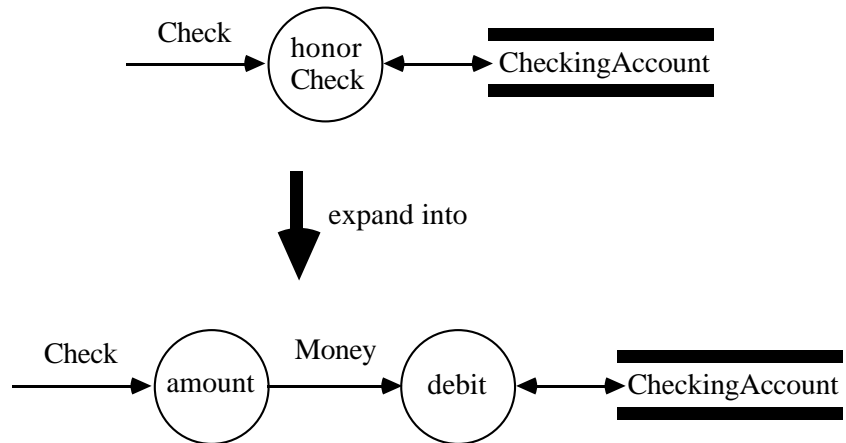 Check
honor
Check
CheckingAccount
expand into
Check
amount
Money
debit
CheckingAccount